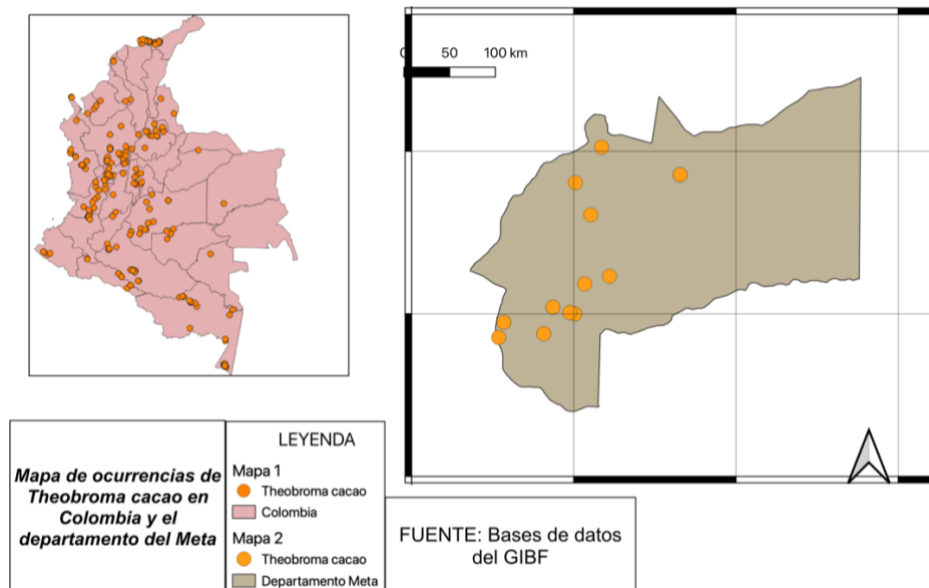 0 50 100 km
Mapa de ocurrencias de
Theobroma cacao en
Colombia y el
departamento del Meta
LEYENDA
Mapa 1
Theobroma cacao
Colombia
Mapa 2
Theobroma cacao
Departamento Meta
FUENTE: Bases de datos
del GIBF